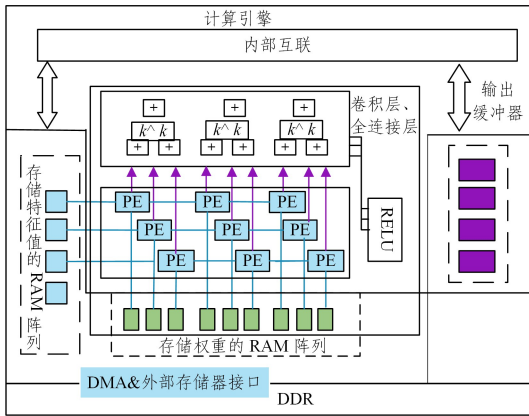 计算引擎
内部互联
输出
缓冲器
卷积层、
全连接层
+ + +
k^ k k^ k k^ k
+ + + + + +
存储特征值的RAM阵列
PE PE PE
PE PE PE
PE PE PE
RELU
存储权重的 RAM 阵列
DMA&外部存储器接口
DDR